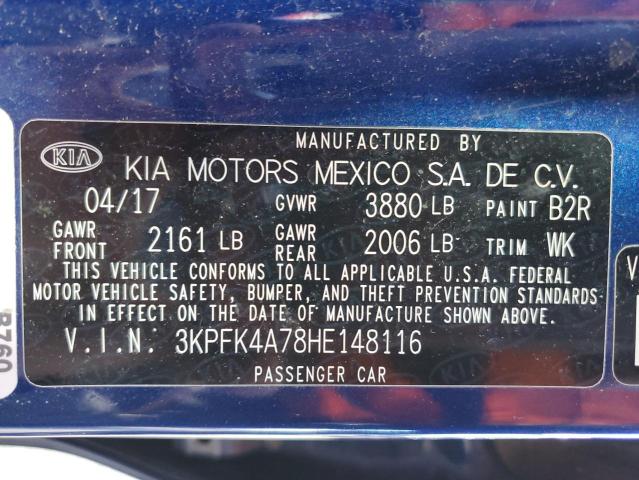 MANUFACTURED BY
KIA KIA MOTORS MEXICO S.A. DE C.V.
04/17 GVWR 3880 LB PAINT B2R
GAWR FRONT 2161 LB GAWR REAR 2006 LB TRIM WK
THIS VEHICLE CONFORMS TO ALL APPLICABLE U.S.A. FEDERAL
MOTOR VEHICLE SAFETY, BUMPER, AND THEFT PREVENTION STANDARDS
IN EFFECT ON THE DATE OF MANUFACTURE SHOWN ABOVE.
V.I.N.: 3KPFK4A78HE148116
PASSENGER CAR